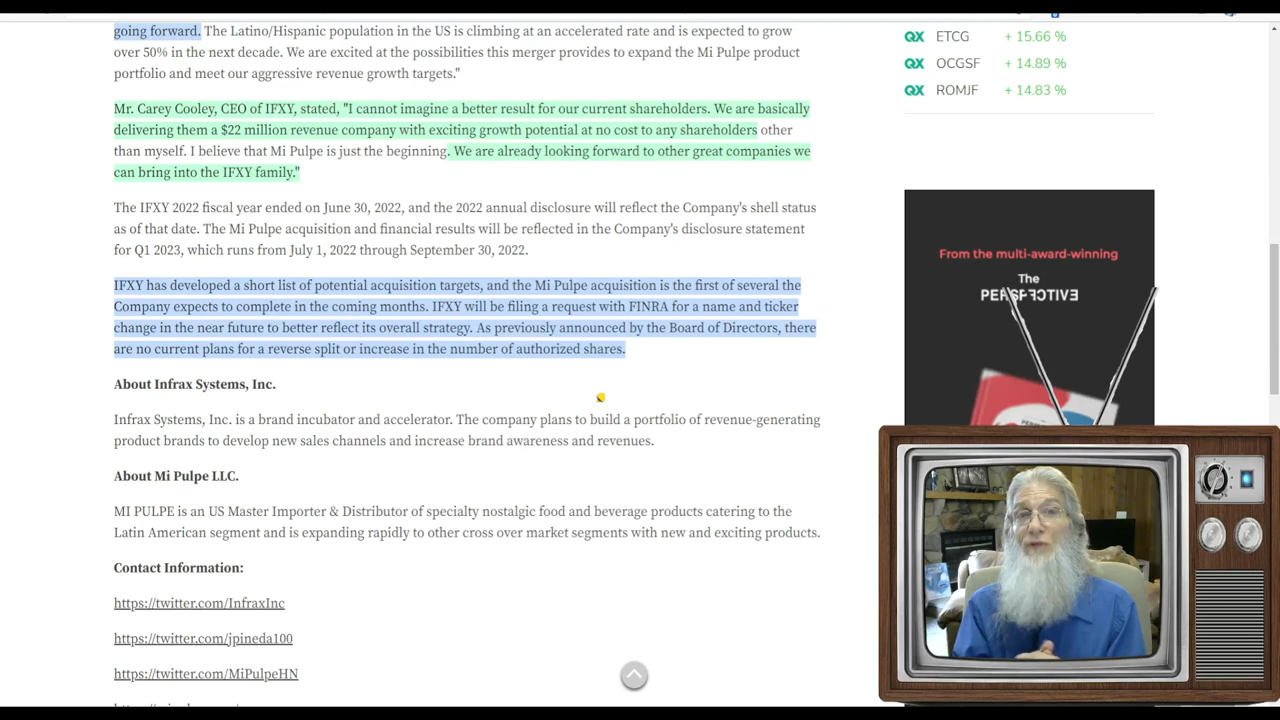 going forward. The Latino/Hispanic population in the US is climbing at an accelerated rate and is expected to grow
over 50% in the next decade. We are excited at the possibilities this merger provides to expand the Mi Pulpe product
portfolio and meet our aggressive revenue growth targets."
Mr. Carey Cooley, CEO of IFXY, stated, "I cannot imagine a better result for our current shareholders. We are basically
delivering them a $22 million revenue company with exciting growth potential at no cost to any shareholders other
than myself. I believe that Mi Pulpe is just the beginning. We are already looking forward to other great companies we
can bring into the IFXY family."
The IFXY 2022 fiscal year ended on June 30, 2022, and the 2022 annual disclosure will reflect the Company's shell status
as of that date. The Mi Pulpe acquisition and financial results will be reflected in the Company's disclosure statement
for Q1 2023, which runs from July 1, 2022 through September 30, 2022.
IFXY has developed a short list of potential acquisition targets, and the Mi Pulpe acquisition is the first of several the
Company expects to complete in the coming months. IFXY will be filing a request with FINRA for a name and ticker
change in the near future to better reflect its overall strategy. As previously announced by the Board of Directors, there
are no current plans for a reverse split or increase in the number of authorized shares.
About Infrax Systems, Inc.
Infrax Systems, Inc. is a brand incubator and accelerator. The company plans to build a portfolio of revenue-generating
product brands to develop new sales channels and increase brand awareness and revenues.
About Mi Pulpe LLC.
MI PULPE is an US Master Importer & Distributor of specialty nostalgic food and beverage products catering to the
Latin American segment and is expanding rapidly to other cross over market segments with new and exciting products.
Contact Information:
https://twitter.com/InfraxInc
https://twitter.com/jpineda100
https://twitter.com/MiPulpeHN
QX ETCG + 15.66 %
QX OCGSF + 14.89 %
QX ROMJF + 14.83 %
From the multi-award-winning
The
PERSPECTIVE